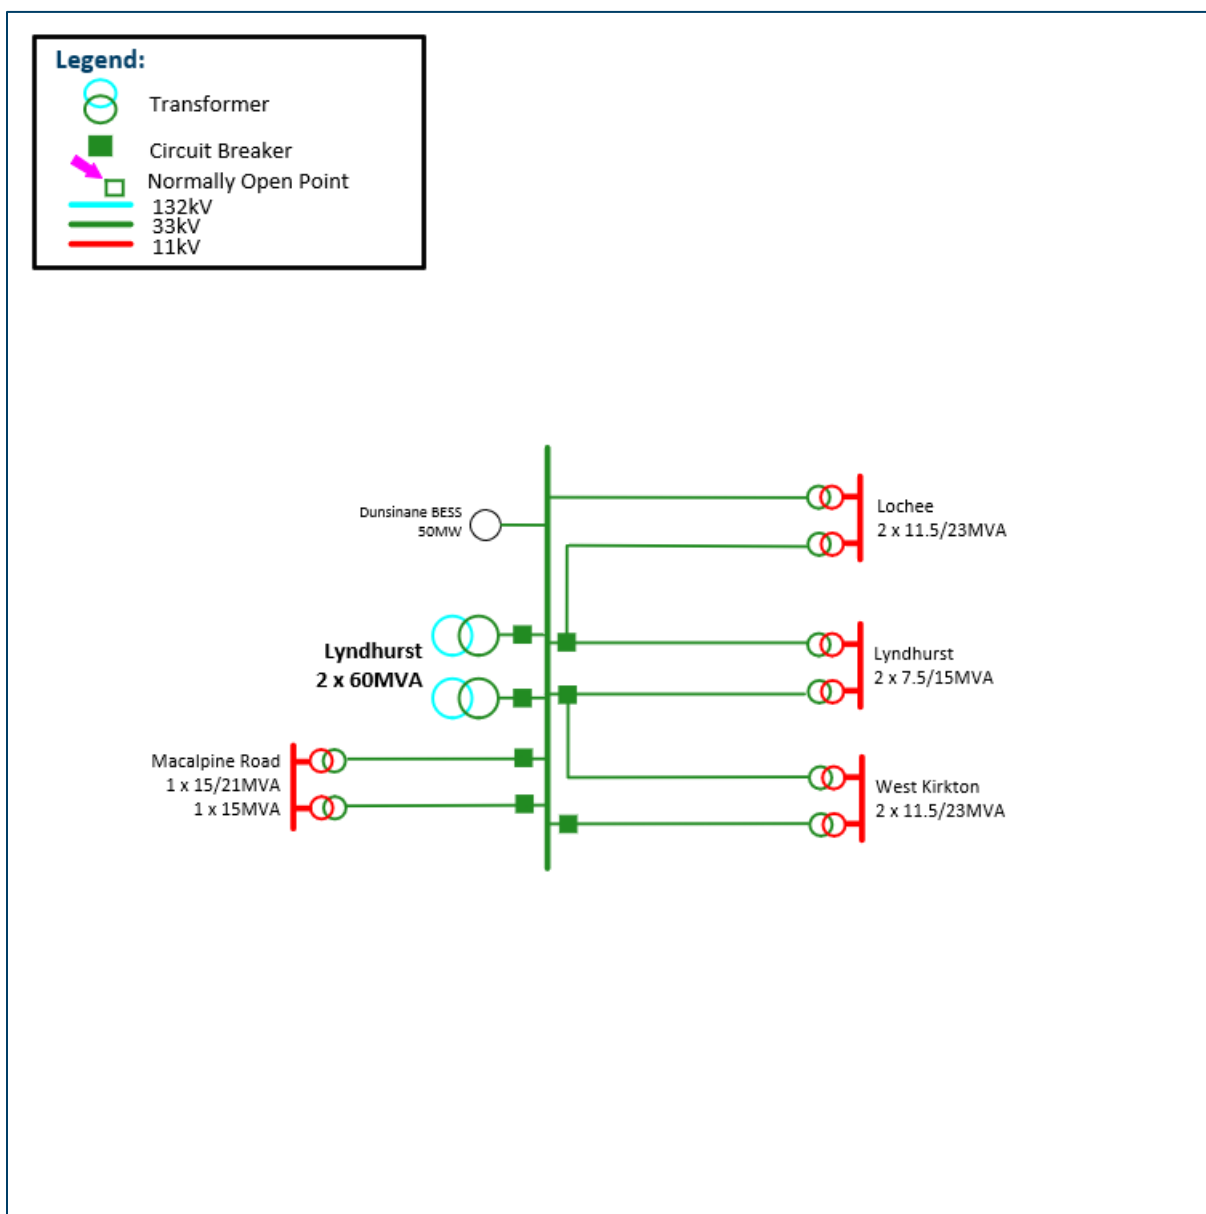 Legend:
Transformer
Circuit Breaker
Normally Open Point
132kV
33kV
11kV
Dunsinane BESS
50MW
Lochee
2 x 11.5/23MVA
Lyndhurst
2 x 60MVA
Lyndhurst
2 x 7.5/15MVA
Macalpine Road
1 x 15/21MVA
1 x 15MVA
West Kirkton
2 x 11.5/23MVA